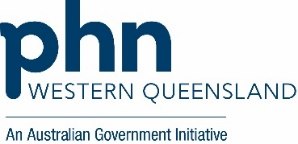 phn
WESTERN QUEENSLAND
An Australian Government Initiative